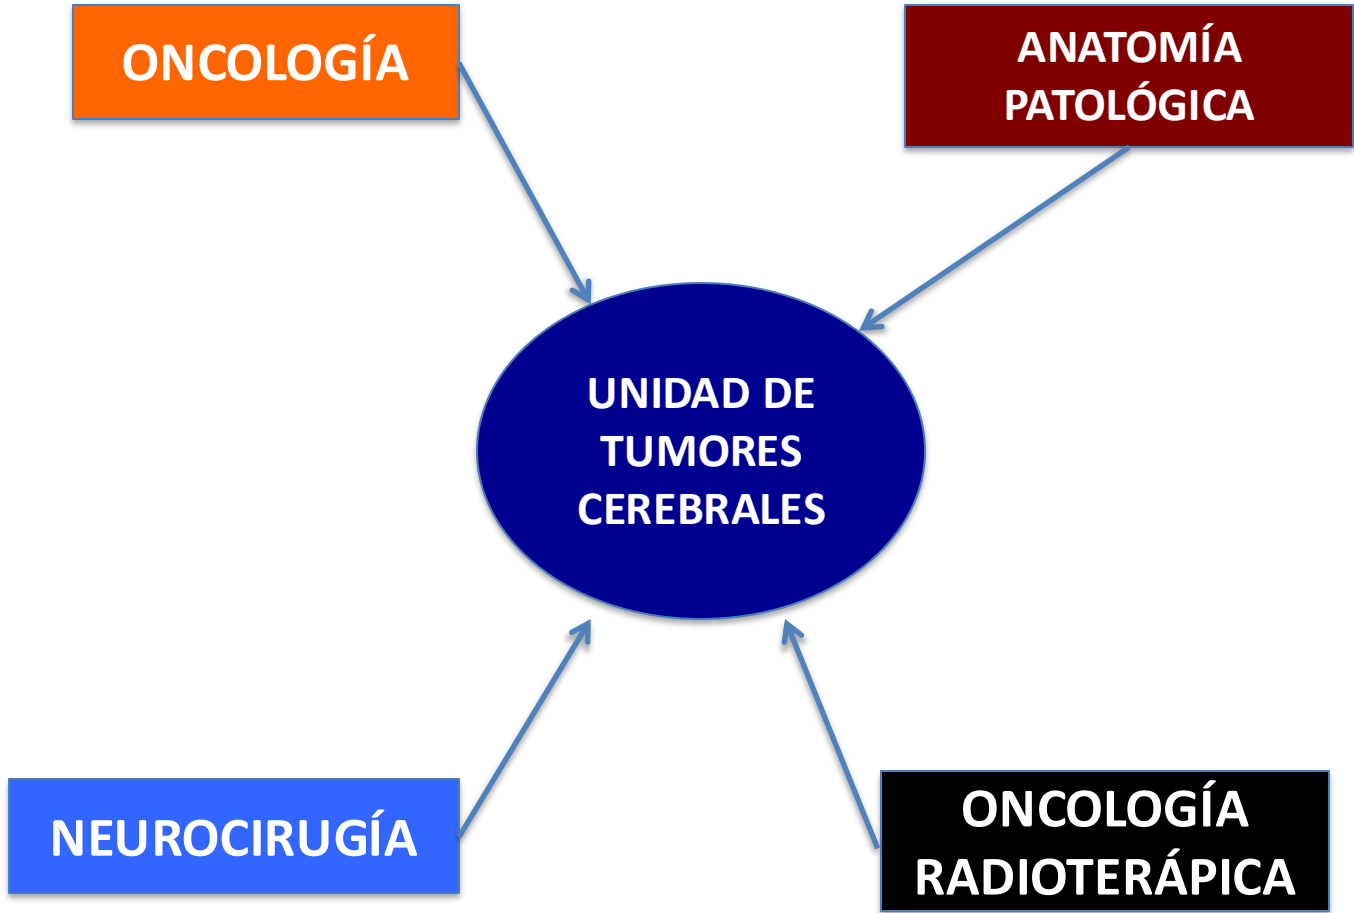 ONCOLOGÍA
ANATOMÍA
PATOLÓGICA
UNIDAD DE
TUMORES
CEREBRALES
NEUROCIRUGÍA
ONCOLOGÍA
RADIOTERÁPICA